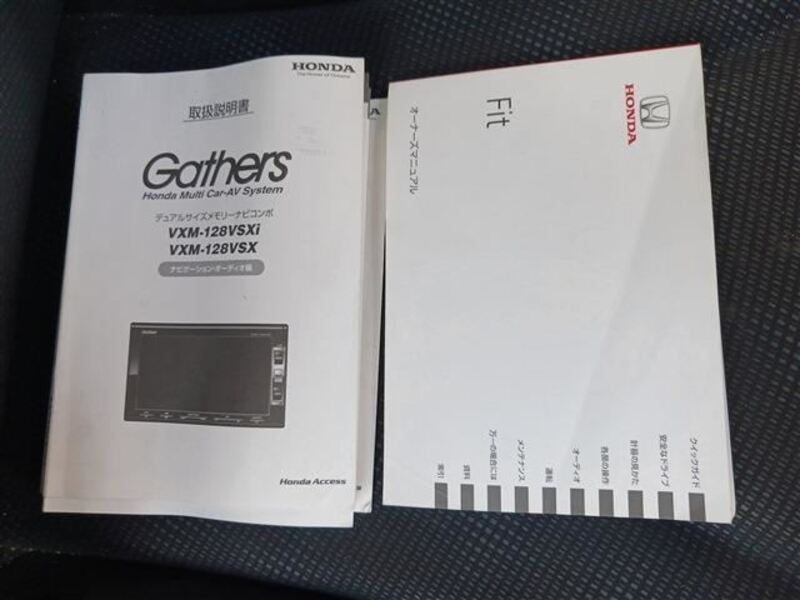 HONDA
The Power of Dreams
取扱説明書
Gathers
Honda Multi Car-AV System
デュアルサイズメモリーナビコンポ
VXM-128VSXi
VXM-128VSX
ナビゲーション・オーディオ編
Honda Access
HONDA
Fit
オーナーズマニュアル
クイックガイド
安全なドライブ
計器の見かた
各部の操作
オーディオ
運転
メンテナンス
万一の場合には
資料
索引